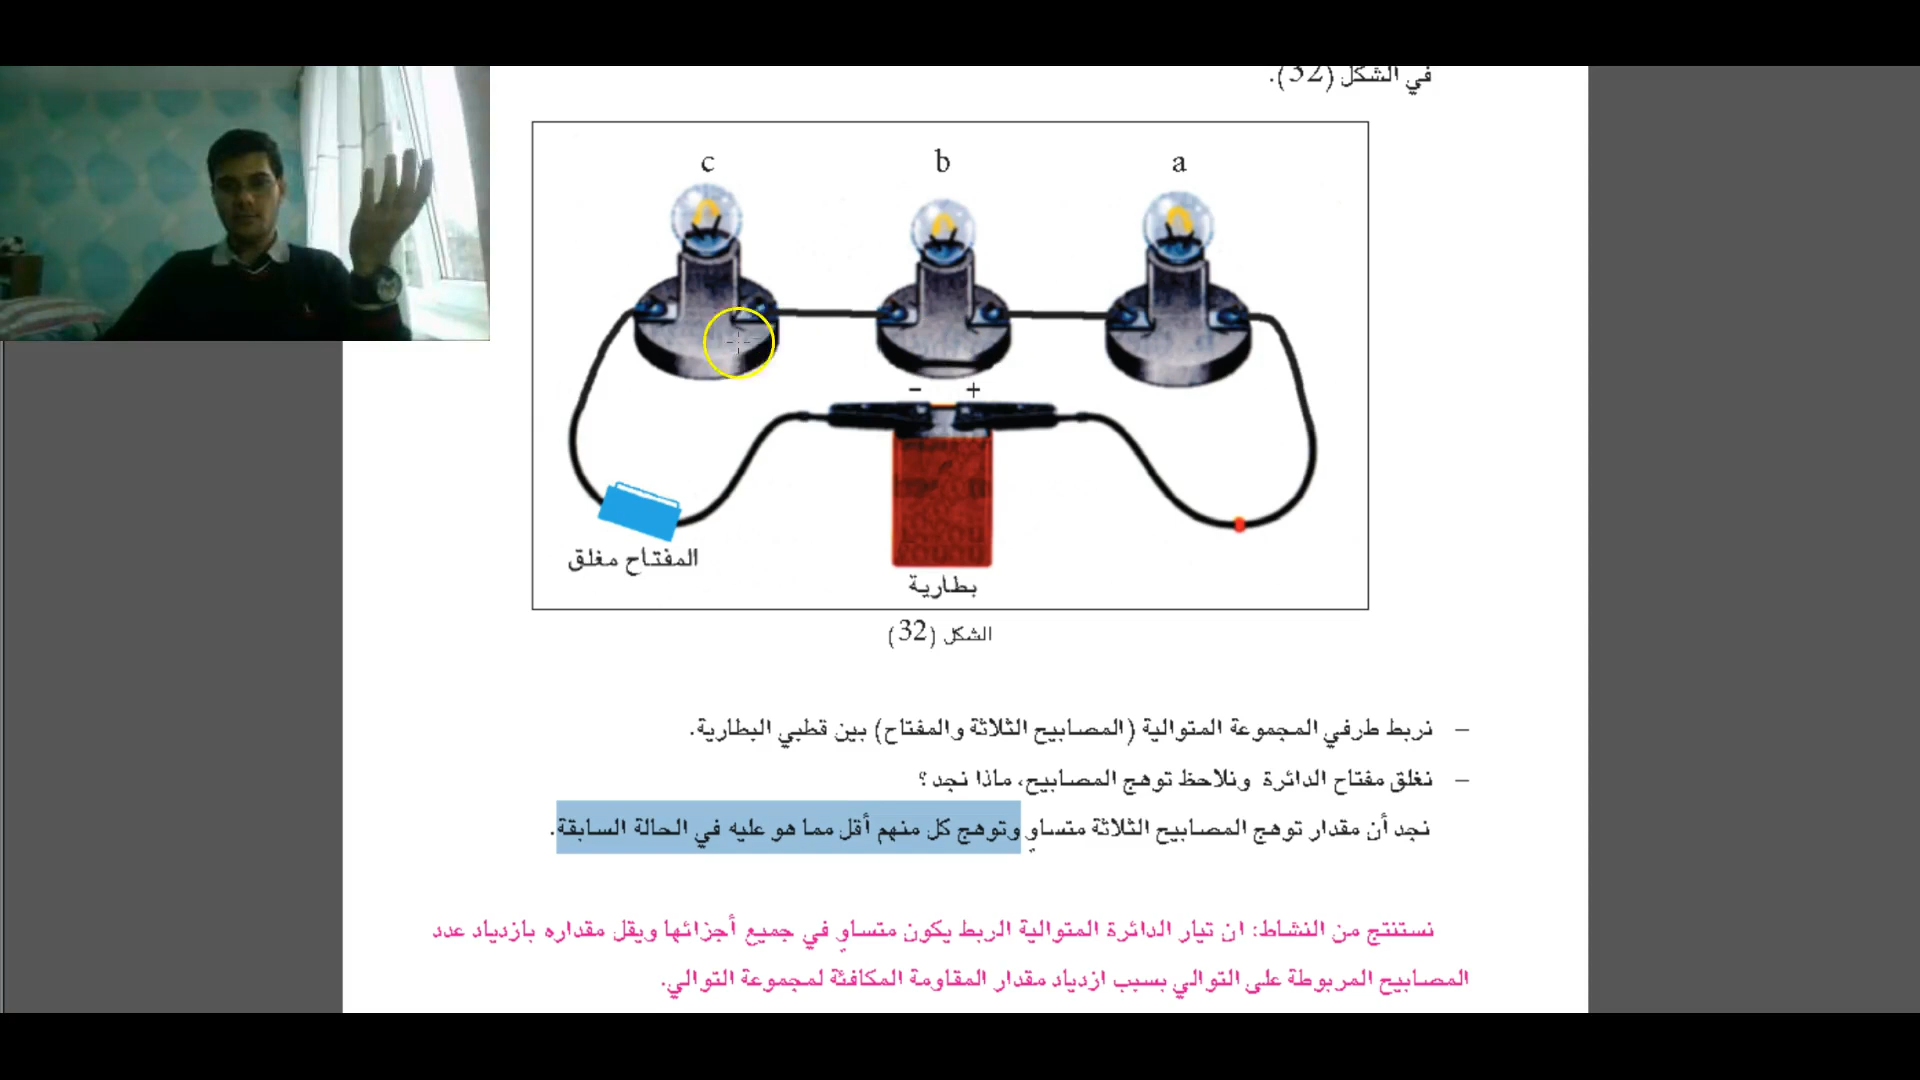 في الشكل (32).
c b a
- +
المفتاح مغلق
بطارية
الشكل (32)
– نربط طرفي المجموعة المتوالية (المصابيح الثلاثة والمفتاح) بين قطبي البطارية.
– نغلق مفتاح الدائرة ونلاحظ توهج المصابيح، ماذا نجد ؟
نجد أن مقدار توهج المصابيح الثلاثة متساوٍ وتوهج كل منهم أقل مما هو عليه في الحالة السابقة.
نستنتج من النشاط: ان تيار الدائرة المتوالية الربط يكون متساوٍ في جميع أجزائها ويقل مقداره بازدياد عدد
المصابيح المربوطة على التوالي بسبب ازدياد مقدار المقاومة المكافئة لمجموعة التوالي.